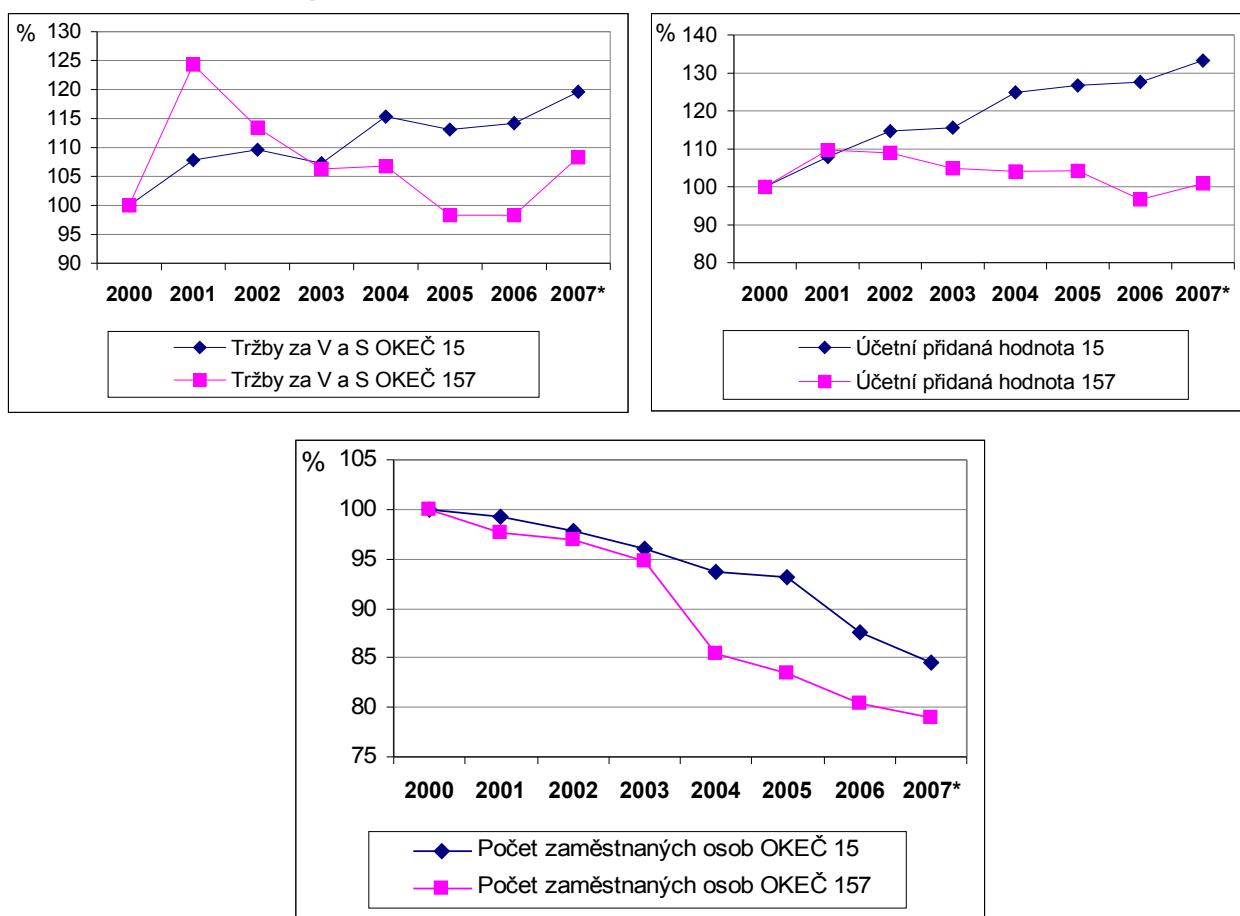 %
130
125
120
115
110
105
100
95
90
2000 2001 2002 2003 2004 2005 2006 2007*
Tržby za V a S OKEČ 15
Tržby za V a S OKEČ 157
%
140
130
120
110
100
90
80
2000 2001 2002 2003 2004 2005 2006 2007*
Účetní přidaná hodnota 15
Účetní přidaná hodnota 157
%
105
100
95
90
85
80
75
2000 2001 2002 2003 2004 2005 2006 2007*
Počet zaměstnaných osob OKEČ 15
Počet zaměstnaných osob OKEČ 157